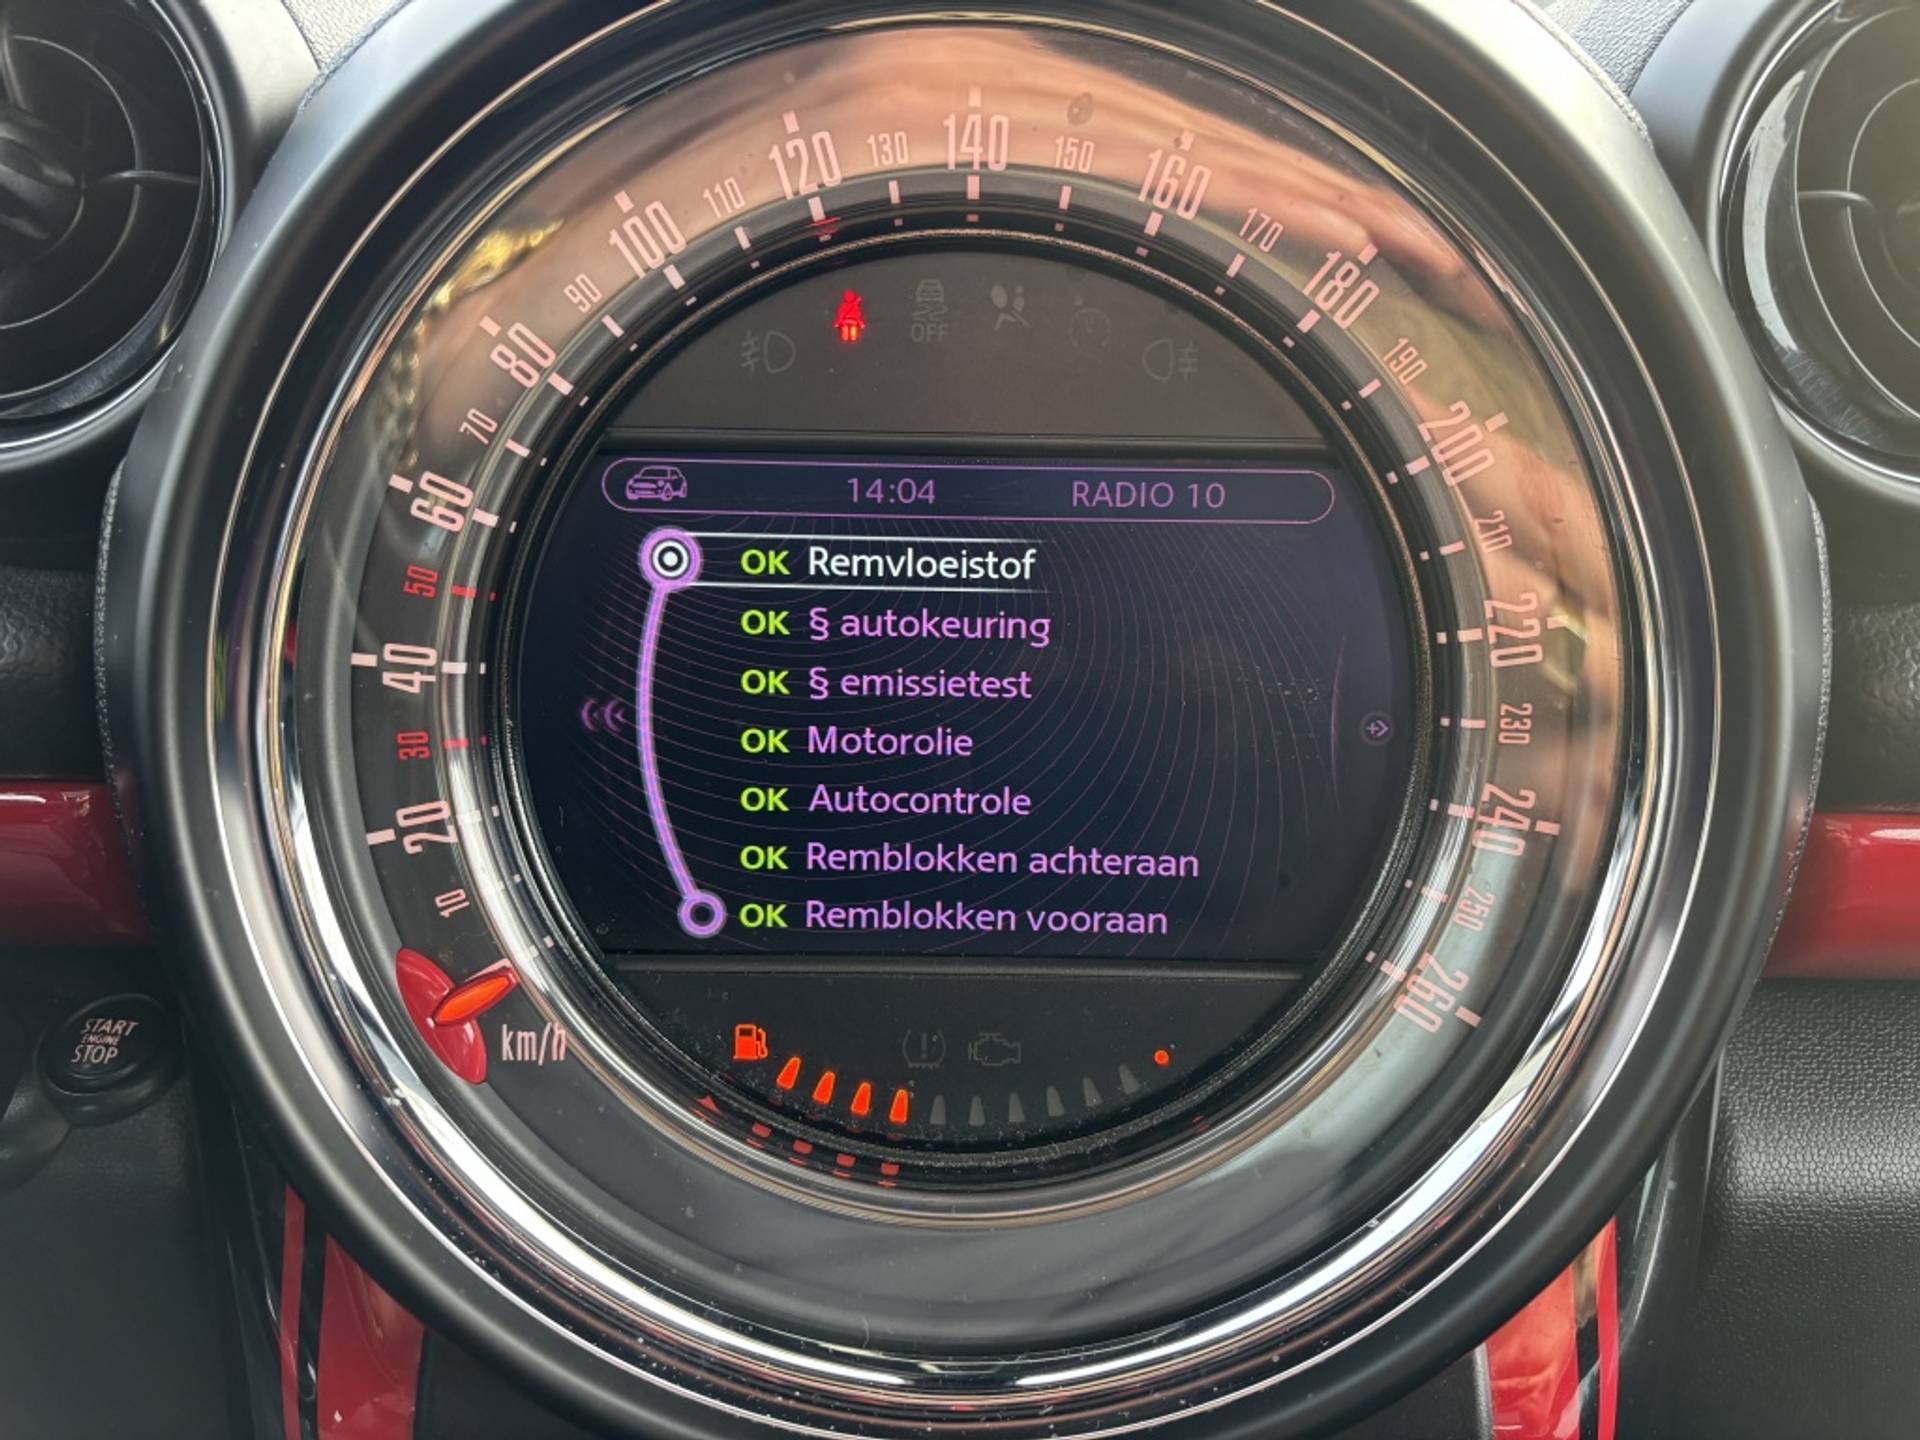 10
20
30
40
50
60
70
80
90
100
110
120
130
140
150
160
170
180
190
200
210
220
230
240
250
260
km/h
OFF
14:04 RADIO 10
OK Remvloeistof
OK § autokeuring
OK § emissietest
OK Motorolie
OK Autocontrole
OK Remblokken achteraan
OK Remblokken vooraan
START
ENGINE
STOP